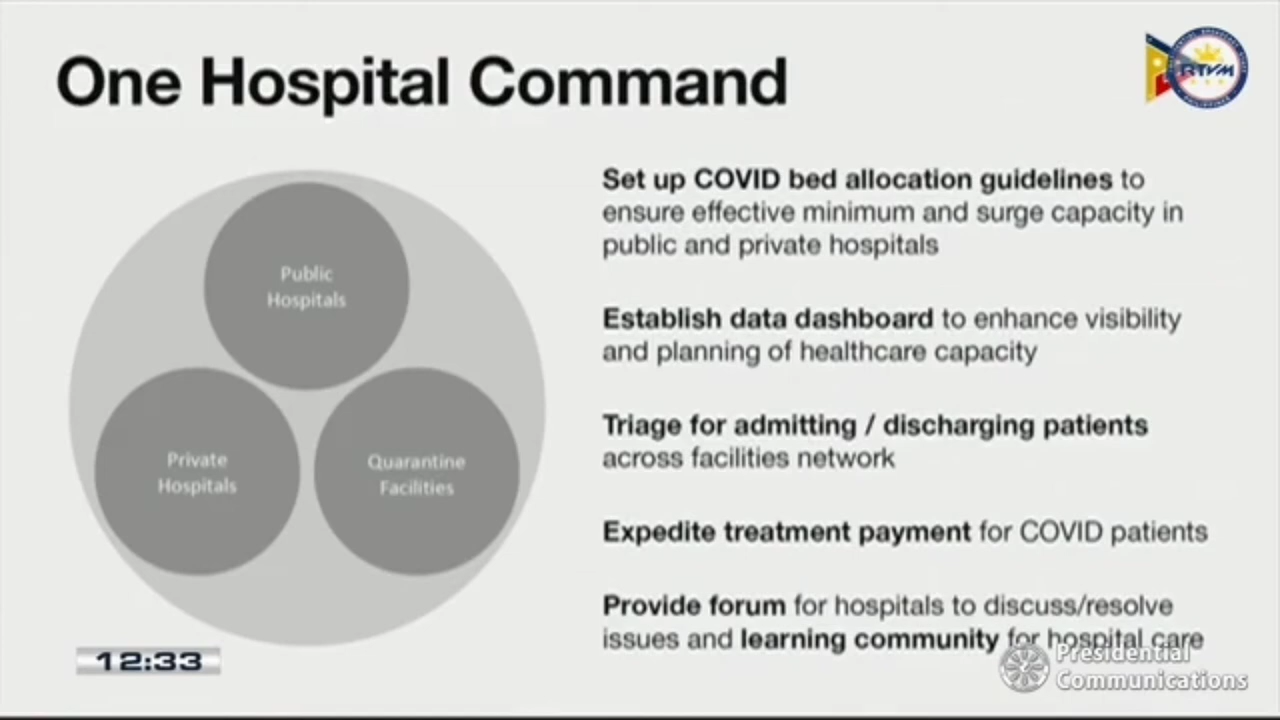 One Hospital Command
RTVM
PHILIPPINES
Public
Hospitals
Private
Hospitals
Quarantine
Facilities
Set up COVID bed allocation guidelines to
ensure effective minimum and surge capacity in
public and private hospitals
Establish data dashboard to enhance visibility
and planning of healthcare capacity
Triage for admitting / discharging patients
across facilities network
Expedite treatment payment for COVID patients
Provide forum for hospitals to discuss/resolve
issues and learning community for hospital care
12:33
Presidential
Communications